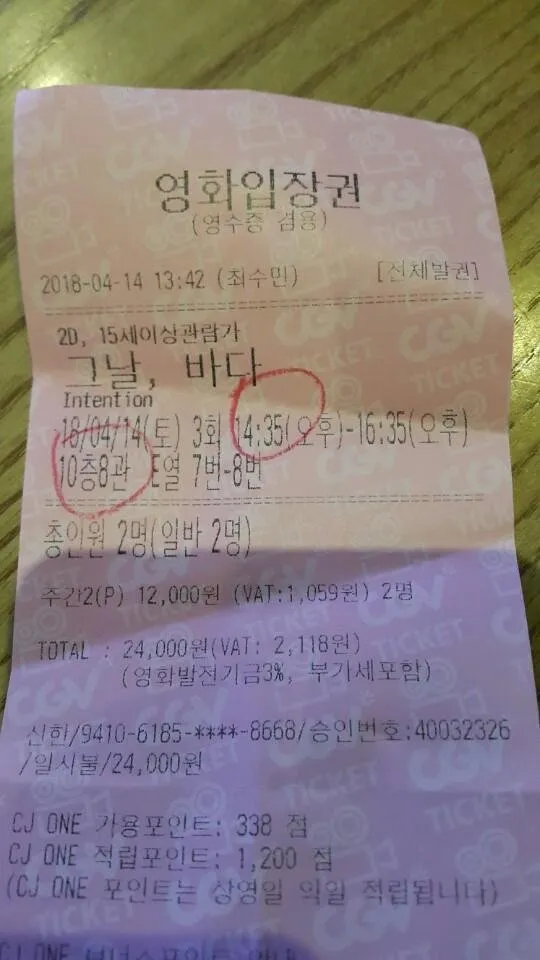 영화입장권
(영수증 겸용)
2018-04-14 13:42 (최수민) [전체발권]
2D, 15세이상관람가
그날, 바다
Intention
18/04/14(토) 3회 14:35(오후)-16:35(오후)
10층8관 E열 7번-8번
총인원 2명(일반 2명)
주간2(P) 12,000원 (VAT:1,059원) 2명
TOTAL : 24,000원(VAT: 2,118원)
(영화발전기금3%, 부가세포함)
신한/9410-6185-****-8668/승인번호:40032326
/일시불/24,000원
CJ ONE 가용포인트: 338 점
CJ ONE 적립포인트: 1,200 점
(CJ ONE 포인트는 상영일 익일 적립됩니다)
CJ ONE